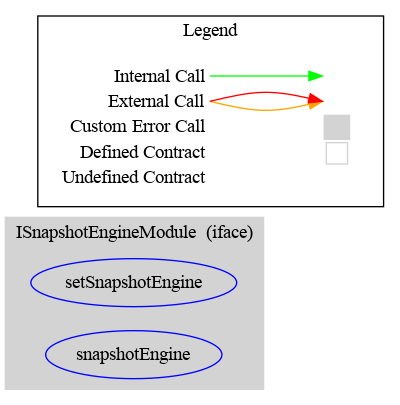 Legend
Internal Call
External Call
Custom Error Call
Defined Contract
Undefined Contract
ISnapshotEngineModule  (iface)
setSnapshotEngine
snapshotEngine